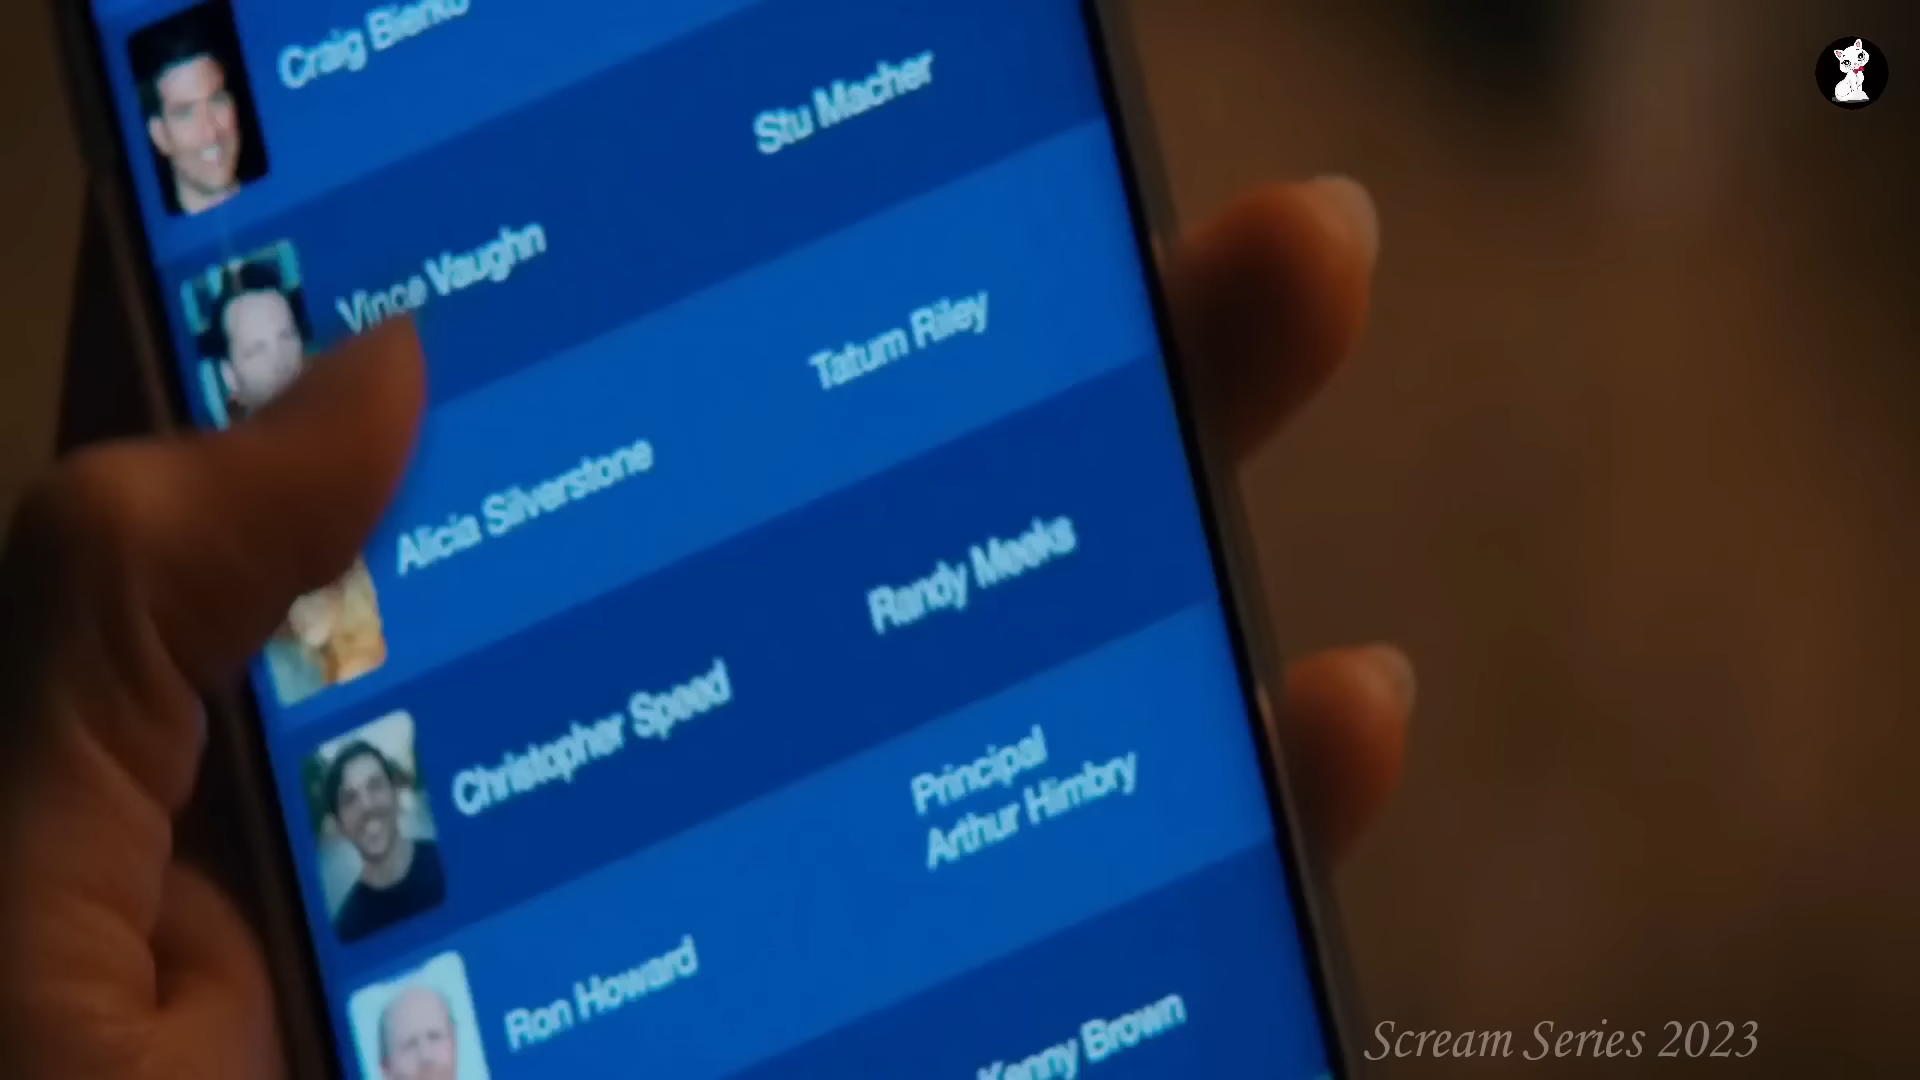 Craig Bierko
Stu Macher
Vince Vaughn
Tatum Riley
Alicia Silverstone
Randy Meeks
Christopher Speed
Principal
Arthur Himbry
Ron Howard
Kenny Brown
Scream Series 2023